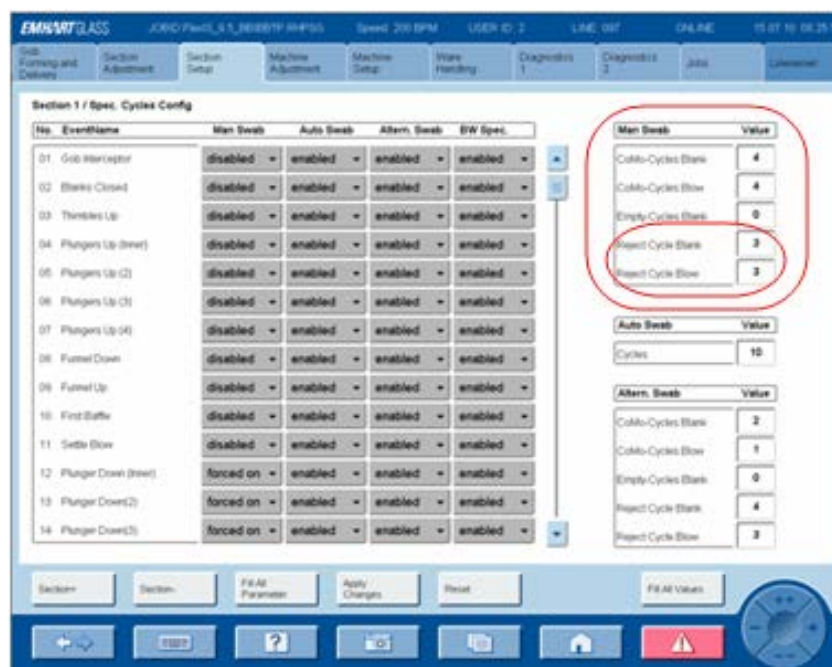 EMHART GLASS
Speed: 200 BPM
USER ID: 2
LINE: 097
ONLINE
15.07.10 08:25
Gob Forming and Delivery
Section Adjustment
Section Setup
Machine Adjustment
Machine Setup
Ware Handling
Diagnostics 1
Diagnostics 2
Jobs
Section 1 / Spec. Cycles Config
No. EventName Man Swab Auto Swab Altern. Swab BW Spec.
01 Gob Interceptor disabled enabled enabled enabled
02 Blanks Closed disabled enabled enabled enabled
03 Thimbles Up disabled enabled enabled enabled
04 Plungers Up (Inner) disabled enabled enabled enabled
05 Plungers Up (2) disabled enabled enabled enabled
06 Plungers Up (3) disabled enabled enabled enabled
07 Plungers Up (4) disabled enabled enabled enabled
08 Funnel Down disabled enabled enabled enabled
09 Funnel Up disabled enabled enabled enabled
10 First Baffle disabled enabled enabled enabled
11 Settle Blow disabled enabled enabled enabled
12 Plunger Down (Inner) forced on enabled enabled enabled
13 Plunger Down(2) forced on enabled enabled enabled
14 Plunger Down(3) forced on enabled enabled enabled
Man Swab Value
CoMo-Cycles Blank 4
CoMo-Cycles Blow 4
Empty-Cycles Blank 0
Reject Cycle Blank 3
Reject Cycle Blow 3
Auto Swab Value
Cycles 10
Altern. Swab Value
CoMo-Cycles Blank 2
CoMo-Cycles Blow 1
Empty-Cycles Blank 0
Reject Cycle Blank 4
Reject Cycle Blow 3
Section+
Section-
Fill All Parameter
Apply Changes
Reset
Fill All Values
?